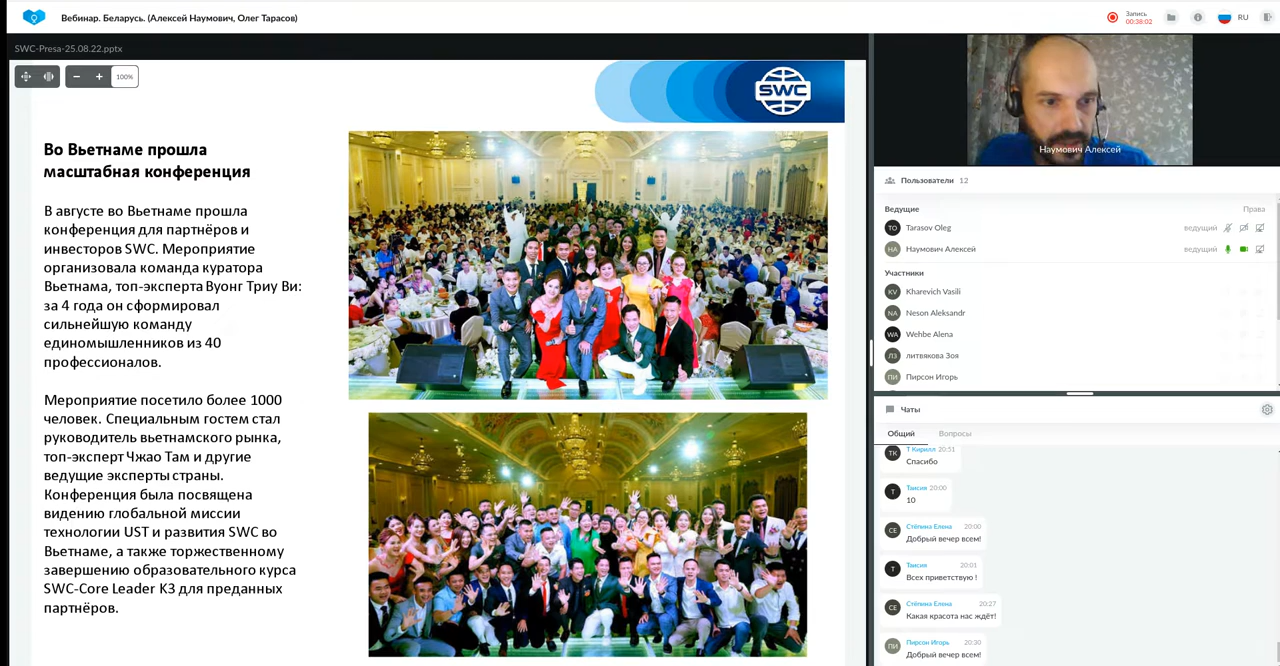 Вебинар. Беларусь. (Алексей Наумович, Олег Тарасов)
Запись
00:38:02
RU
SWC-Presa-25.08.22.pptx
100%
SWC
Во Вьетнаме прошла
масштабная конференция
В августе во Вьетнаме прошла
конференция для партнёров и
инвесторов SWC. Мероприятие
организовала команда куратора
Вьетнама, топ-эксперта Вуонг Триу Ви:
за 4 года он сформировал
сильнейшую команду
единомышленников из 40
профессионалов.
Мероприятие посетило более 1000
человек. Специальным гостем стал
руководитель вьетнамского рынка,
топ-эксперт Чжао Там и другие
ведущие эксперты страны.
Конференция была посвящена
видению глобальной миссии
технологии UST и развития SWC во
Вьетнаме, а также торжественному
завершению образовательного курса
SWC-Core Leader K3 для преданных
партнёров.
Наумович Алексей
Пользователи 12
Ведущие Права
TO Tarasov Oleg ведущий
НА Наумович Алексей ведущий
Участники
KV Kharevich Vasili
NA Neson Aleksandr
WA Wehbe Alena
ЛЗ литвякова Зоя
ПИ Пирсон Игорь
Чаты
Общий Вопросы
ТК Т Кирилл 20:51
Спасибо
Т Таисия 20:00
10
СЕ Стёпина Елена 20:00
Добрый вечер всем!
Т Таисия 20:01
Всех приветствую !
СЕ Стёпина Елена 20:27
Какая красота нас ждёт!
ПИ Пирсон Игорь 20:30
Добрый вечер всем!